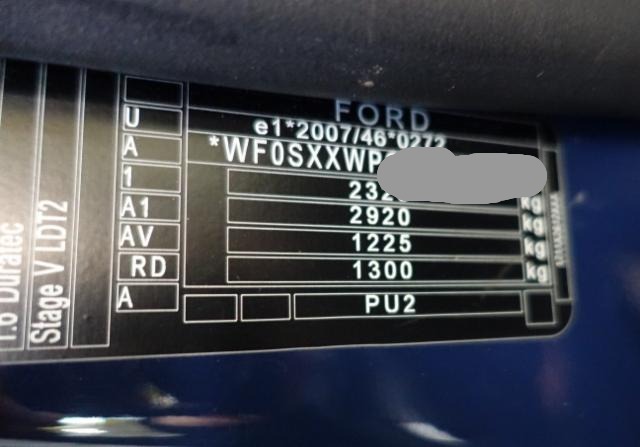 FORD
e1*2007/46*0272
*WF0SXXWP
232
kg
2920
kg
1225
kg
1300
kg
PU2
U
A
1
A1
AV
RD
A
1.6 Duratec
Stage V LDT2